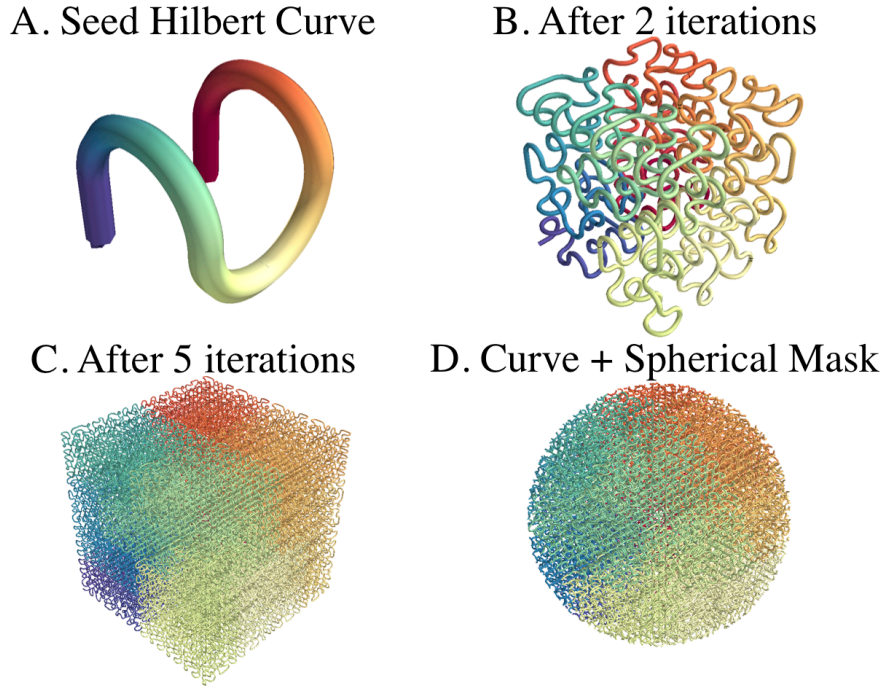 A. Seed Hilbert Curve
B. After 2 iterations
C. After 5 iterations
D. Curve + Spherical Mask